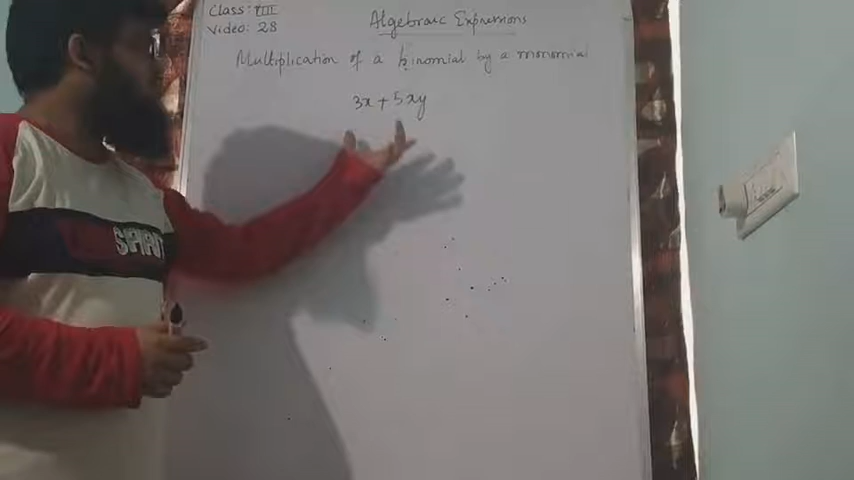 Class: VIII
Video: 28
Algebraic Expressions
Multiplication of a binomial by a monomial
3x + 5xy
SPIRIT